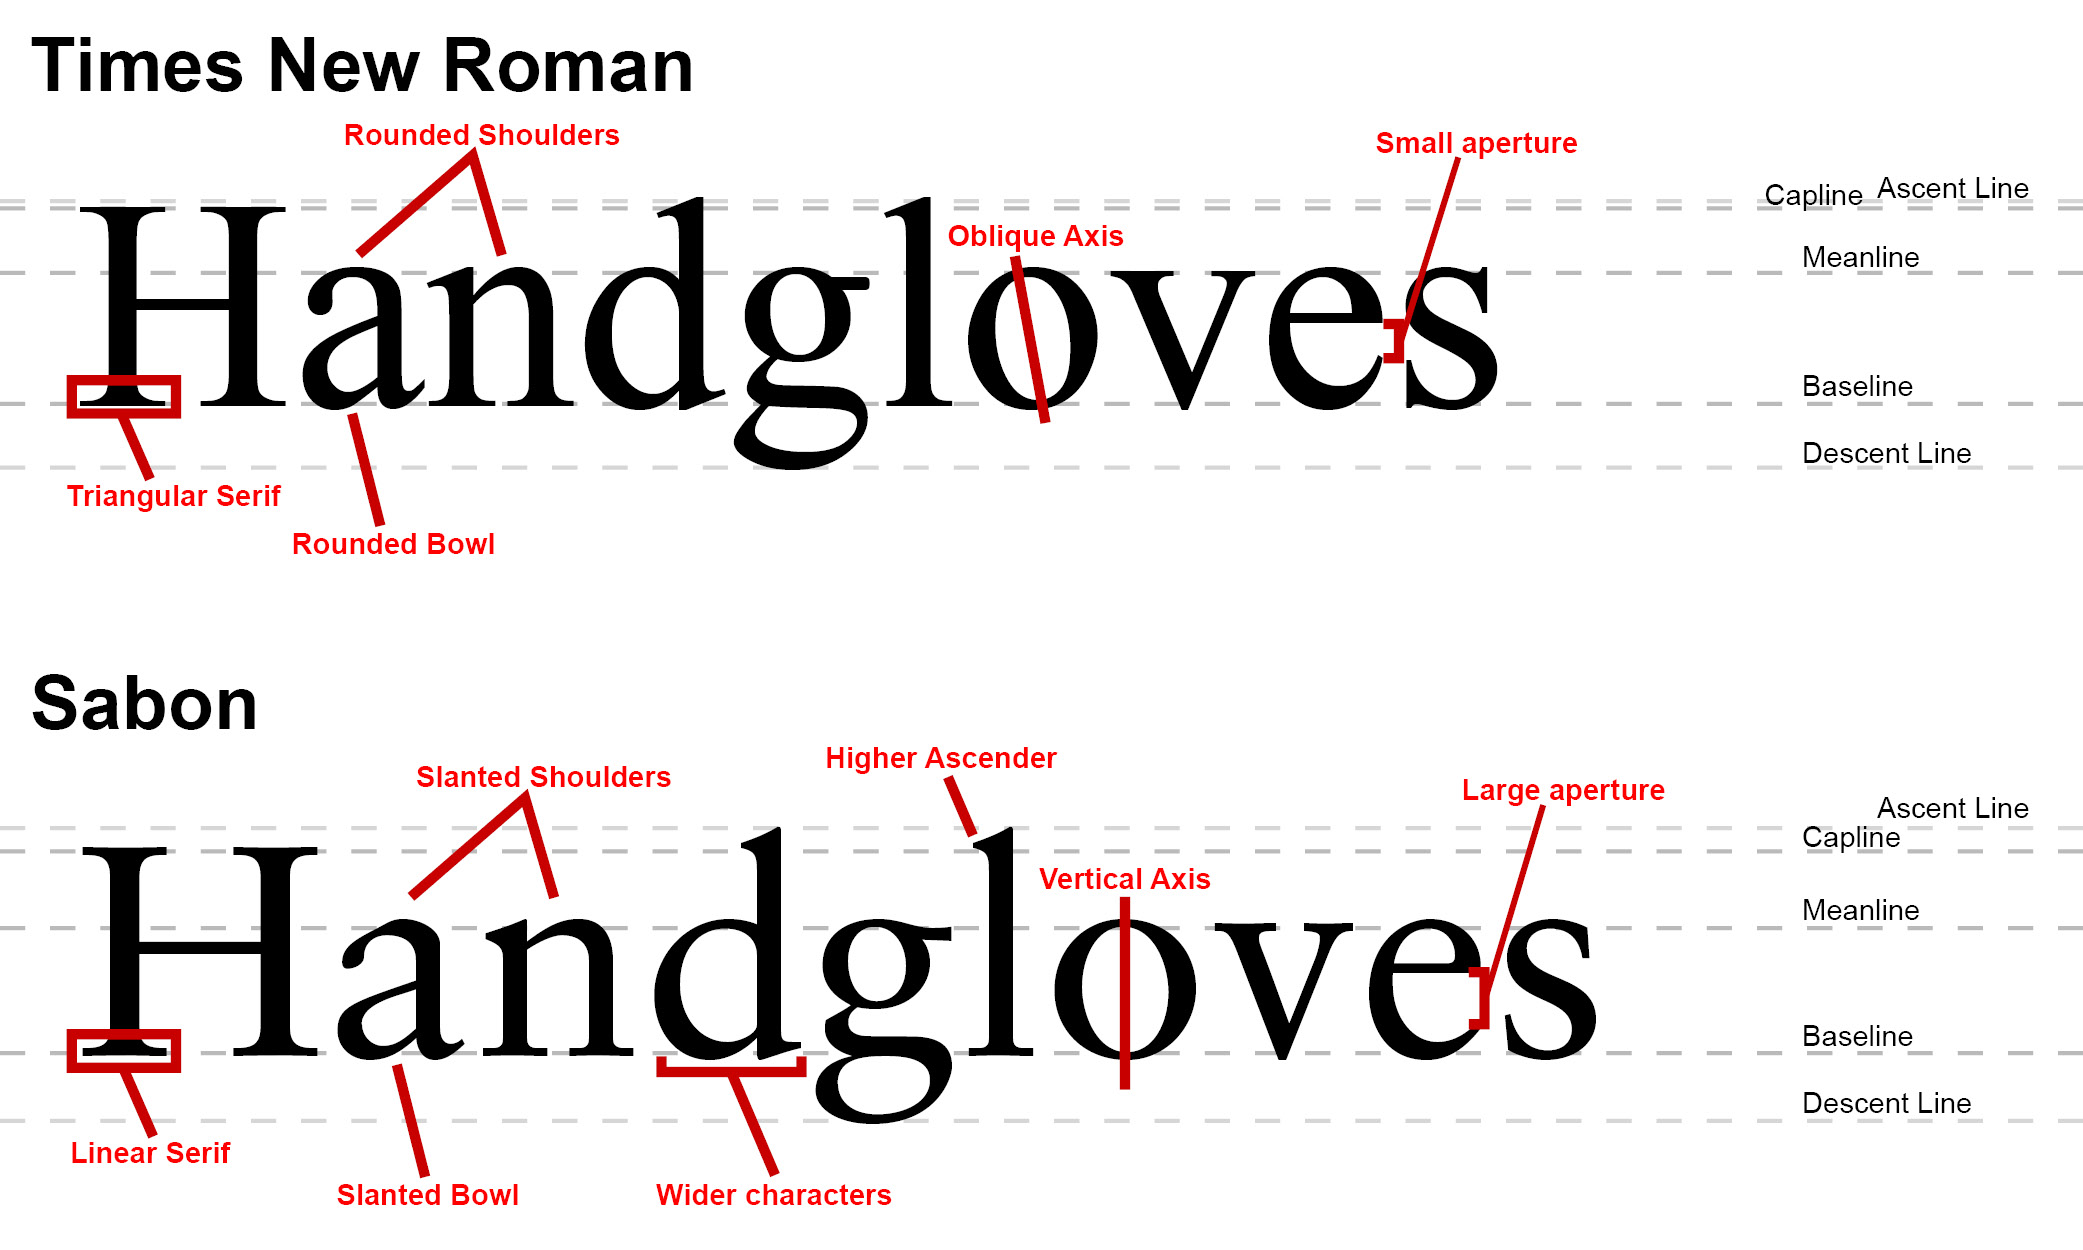 Times New Roman
Rounded Shoulders
Small aperture
Capline Ascent Line
Oblique Axis
Meanline
Handgloves
Baseline
Descent Line
Triangular Serif
Rounded Bowl
Sabon
Higher Ascender
Slanted Shoulders
Large aperture
Ascent Line
Capline
Vertical Axis
Meanline
Handgloves
Baseline
Descent Line
Linear Serif
Slanted Bowl
Wider characters